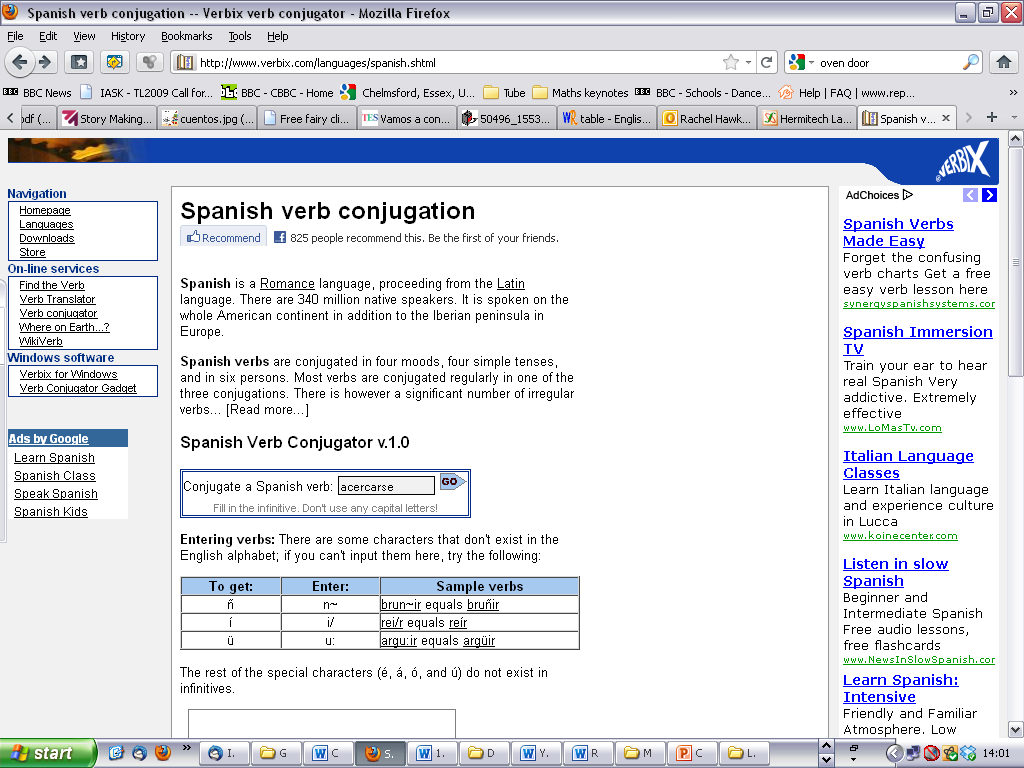 Spanish verb conjugation -- Verbix verb conjugator - Mozilla Firefox
File Edit View History Bookmarks Tools Help
http://www.verbix.com/languages/spanish.shtml
oven door
BBC News IASK - TL2009 Call for... BBC - CBBC - Home Chelmsford, Essex, U... Tube Maths keynotes BBC - Schools - Dance... Help | FAQ | www.rep... »
odf (... Story Making... cuentos.jpg (... Free fairy cli... TES Vamos a con... 50496_1553... table - Englis... Rachel Hawk... Hermitech La... Spanish v...
VERBIX
Navigation
Homepage
Languages
Downloads
Store
On-line services
Find the Verb
Verb Translator
Verb conjugator
Where on Earth...?
WikiVerb
Windows software
Verbix for Windows
Verb Conjugator Gadget
Ads by Google
Learn Spanish
Spanish Class
Speak Spanish
Spanish Kids
Spanish verb conjugation
Recommend 825 people recommend this. Be the first of your friends.
Spanish is a Romance language, proceeding from the Latin
language. There are 340 million native speakers. It is spoken on the
whole American continent in addition to the Iberian peninsula in
Europe.
Spanish verbs are conjugated in four moods, four simple tenses,
and in six persons. Most verbs are conjugated regularly in one of the
three conjugations. There is however a significant number of irregular
verbs... [Read more...]
Spanish Verb Conjugator v.1.0
Conjugate a Spanish verb: acercarse GO
Fill in the infinitive. Don't use any capital letters!
Entering verbs: There are some characters that don't exist in the
English alphabet; if you can't input them here, try the following:
To get: Enter: Sample verbs
ñ n~ brun~ir equals bruñir
í i/ rei/r equals reír
ü u: argu:ir equals argüir
The rest of the special characters (é, á, ó, and ú) do not exist in
infinitives.
AdChoices
Spanish Verbs
Made Easy
Forget the confusing
verb charts Get a free
easy verb lesson here
synergyspanishsystems.cor
Spanish Immersion
TV
Train your ear to hear
real Spanish Very
addictive. Extremely
effective
www.LoMasTv.com
Italian Language
Classes
Learn Italian language
and experience culture
in Lucca
www.koinecenter.com
Listen in slow
Spanish
Beginner and
Intermediate Spanish
Free audio lessons,
free flashcards
www.NewsInSlowSpanish.cor
Learn Spanish:
Intensive
Friendly and Familiar
Atmosphere. Low
start » I. G C S. 1. D Y. R M C L. 14:01